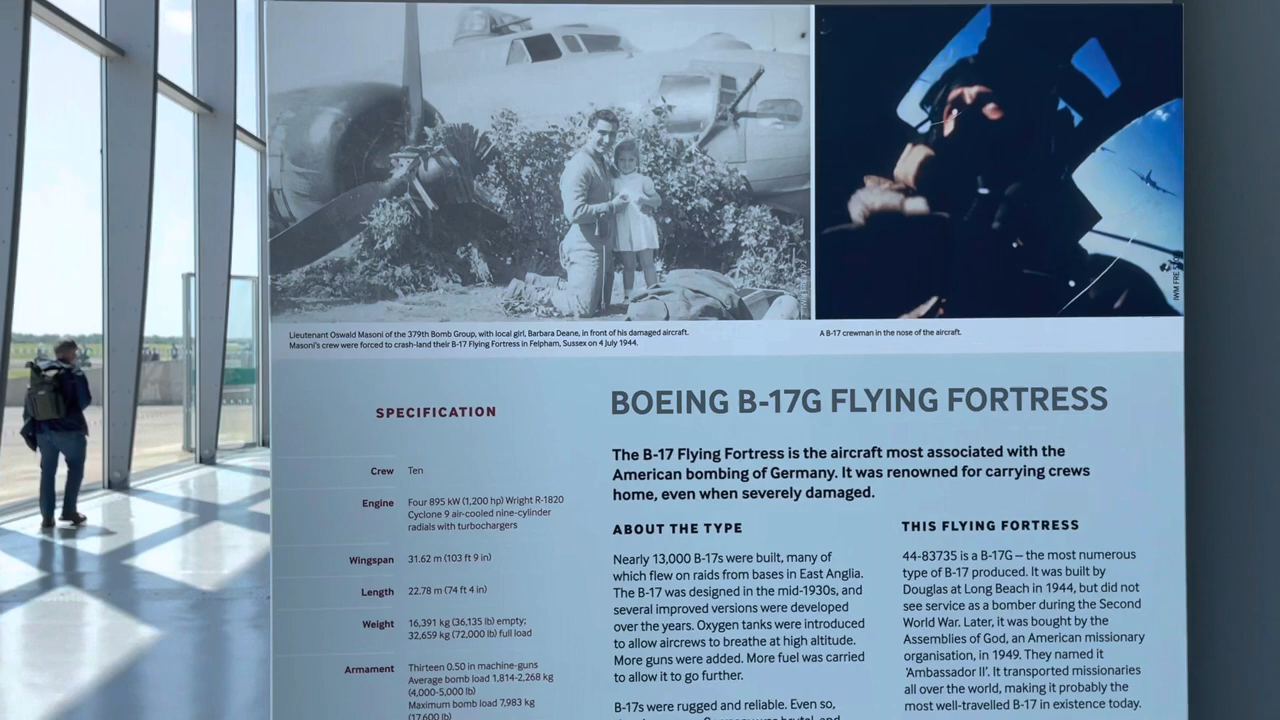 Lieutenant Oswald Masoni of the 379th Bomb Group, with local girl, Barbara Deane, in front of his damaged aircraft.
Masoni's crew were forced to crash-land their B-17 Flying Fortress in Felpham, Sussex on 4 July 1944.
A B-17 crewman in the nose of the aircraft.
SPECIFICATION
Crew Ten
Engine Four 895 kW (1,200 hp) Wright R-1820
Cyclone 9 air-cooled nine-cylinder
radials with turbochargers
Wingspan 31.62 m (103 ft 9 in)
Length 22.78 m (74 ft 4 in)
Weight 16,391 kg (36,135 lb) empty;
32,659 kg (72,000 lb) full load
Armament Thirteen 0.50 in machine-guns
Average bomb load 1,814-2,268 kg
(4,000-5,000 lb)
Maximum bomb load 7,983 kg
(17,600 lb)
BOEING B-17G FLYING FORTRESS
The B-17 Flying Fortress is the aircraft most associated with the
American bombing of Germany. It was renowned for carrying crews
home, even when severely damaged.
ABOUT THE TYPE
Nearly 13,000 B-17s were built, many of
which flew on raids from bases in East Anglia.
The B-17 was designed in the mid-1930s, and
several improved versions were developed
over the years. Oxygen tanks were introduced
to allow aircrews to breathe at high altitude.
More guns were added. More fuel was carried
to allow it to go further.
B-17s were rugged and reliable. Even so,
THIS FLYING FORTRESS
44-83735 is a B-17G – the most numerous
type of B-17 produced. It was built by
Douglas at Long Beach in 1944, but did not
see service as a bomber during the Second
World War. Later, it was bought by the
Assemblies of God, an American missionary
organisation, in 1949. They named it
'Ambassador II'. It transported missionaries
all over the world, making it probably the
most well-travelled B-17 in existence today.